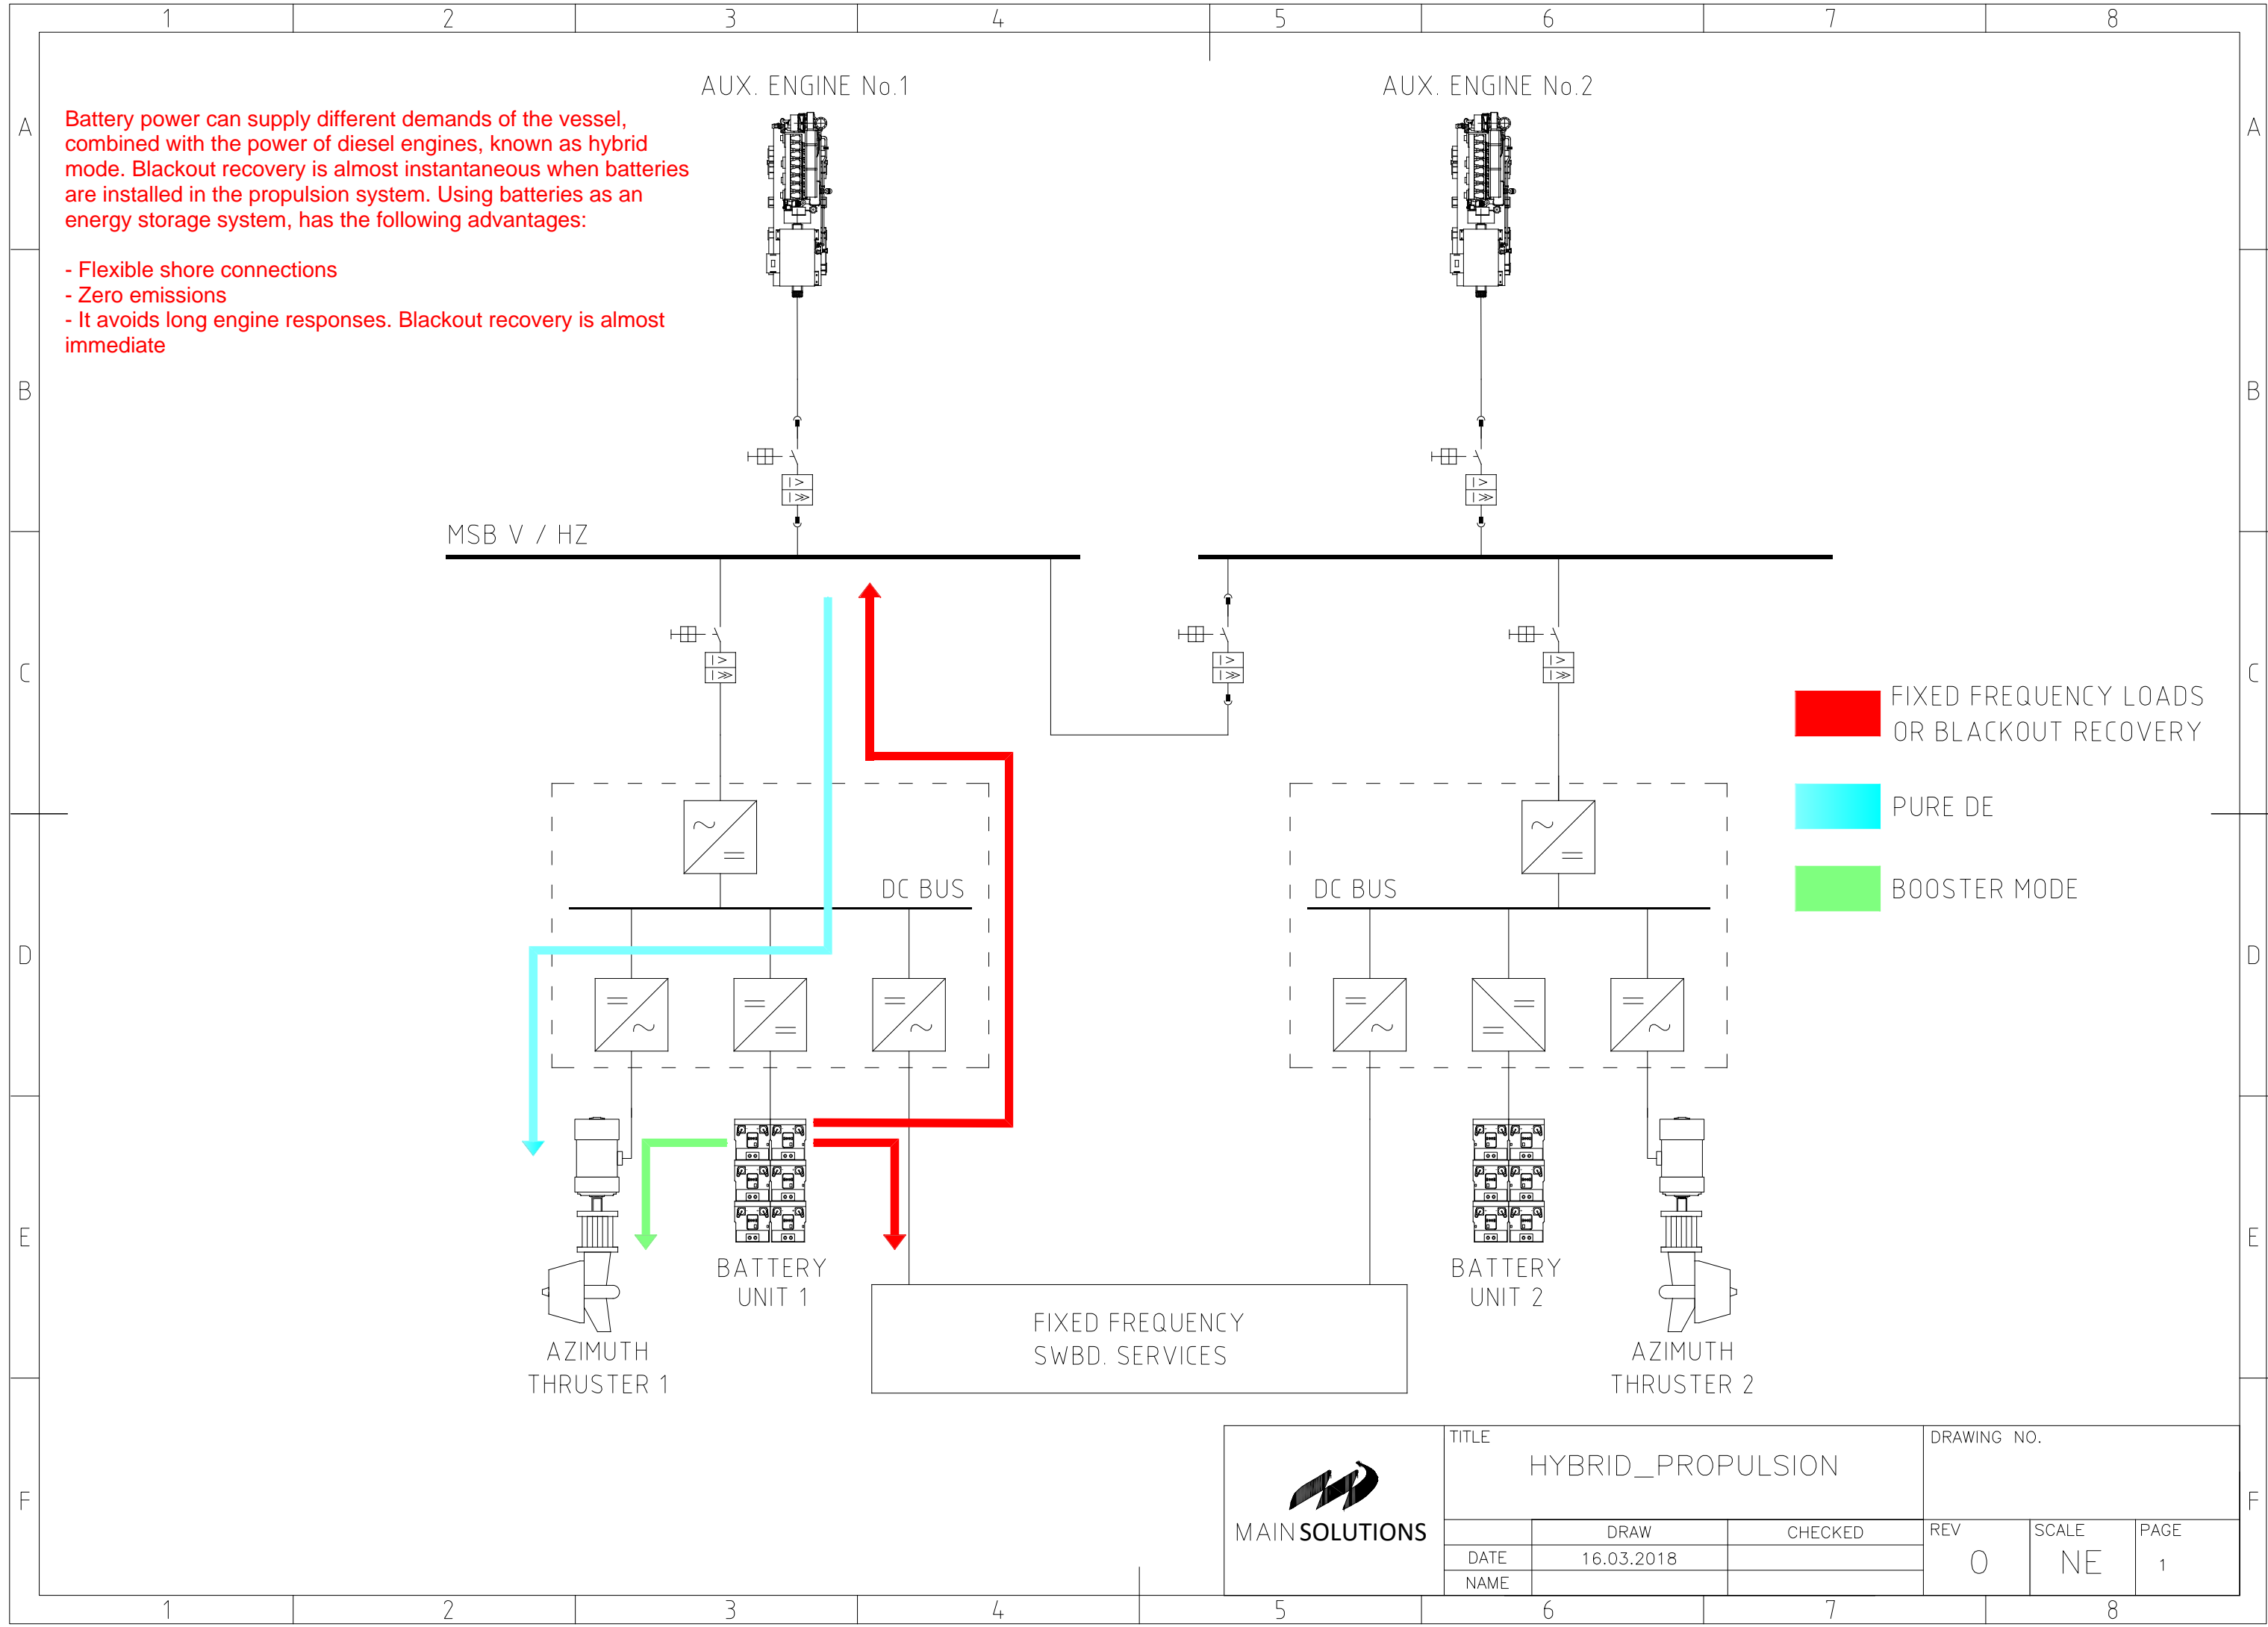 1 2 3 4 5 6 7 8
AUX. ENGINE No.1
AUX. ENGINE No.2
A
A
Battery power can supply different demands of the vessel,
combined with the power of diesel engines, known as hybrid
mode. Blackout recovery is almost instantaneous when batteries
are installed in the propulsion system. Using batteries as an
energy storage system, has the following advantages:
- Flexible shore connections
- Zero emissions
- It avoids long engine responses. Blackout recovery is almost
immediate
B
B
I >
I >>
I >
I >>
MSB V / HZ
C
C
I >
I >>
I >
I >>
I >
I >>
FIXED FREQUENCY LOADS
OR BLACKOUT RECOVERY
PURE DE
BOOSTER MODE
DC BUS
DC BUS
D
D
E
E
BATTERY
UNIT 1
BATTERY
UNIT 2
FIXED FREQUENCY
SWBD. SERVICES
AZIMUTH
THRUSTER 1
AZIMUTH
THRUSTER 2
F
F
MAIN SOLUTIONS
TITLE
HYBRID_PROPULSION
DRAWING NO.
DRAW CHECKED
DATE 16.03.2018
NAME
REV
0
SCALE
NE
PAGE
1
1 2 3 4 5 6 7 8